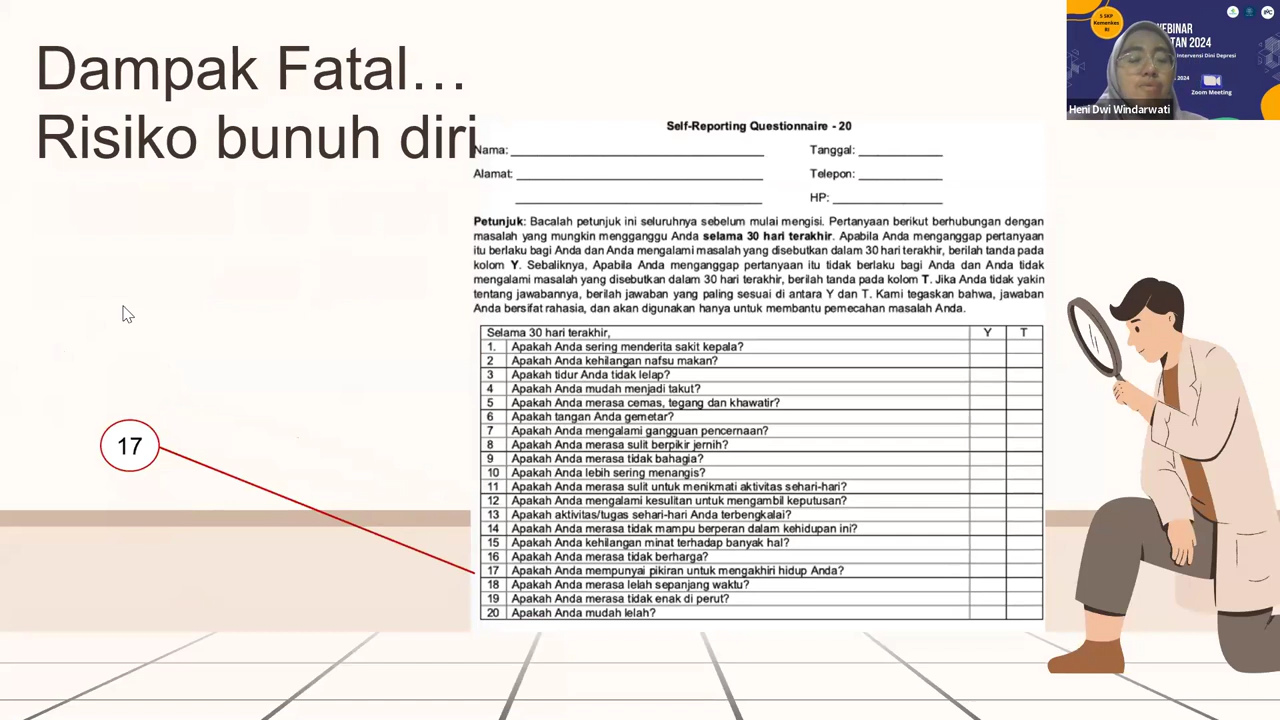 Dampak Fatal…
Risiko bunuh diri
Self-Reporting Questionnaire - 20
Nama: Tanggal:
Alamat: Telepon:
HP:
Petunjuk: Bacalah petunjuk ini seluruhnya sebelum mulai mengisi. Pertanyaan berikut berhubungan dengan
masalah yang mungkin mengganggu Anda selama 30 hari terakhir. Apabila Anda menganggap pertanyaan
itu berlaku bagi Anda dan Anda mengalami masalah yang disebutkan dalam 30 hari terakhir, berilah tanda pada
kolom Y. Sebaliknya, Apabila Anda menganggap pertanyaan itu tidak berlaku bagi Anda dan Anda tidak
mengalami masalah yang disebutkan dalam 30 hari terakhir, berilah tanda pada kolom T. Jika Anda tidak yakin
tentang jawabannya, berilah jawaban yang paling sesuai di antara Y dan T. Kami tegaskan bahwa, jawaban
Anda bersifat rahasia, dan akan digunakan hanya untuk membantu pemecahan masalah Anda.
Selama 30 hari terakhir, Y T
1. Apakah Anda sering menderita sakit kepala?
2 Apakah Anda kehilangan nafsu makan?
3 Apakah tidur Anda tidak lelap?
4 Apakah Anda mudah menjadi takut?
5 Apakah Anda merasa cemas, tegang dan khawatir?
6 Apakah tangan Anda gemetar?
7 Apakah Anda mengalami gangguan pencernaan?
8 Apakah Anda merasa sulit berpikir jernih?
9 Apakah Anda merasa tidak bahagia?
10 Apakah Anda lebih sering menangis?
11 Apakah Anda merasa sulit untuk menikmati aktivitas sehari-hari?
12 Apakah Anda mengalami kesulitan untuk mengambil keputusan?
13 Apakah aktivitas/tugas sehari-hari Anda terbengkalai?
14 Apakah Anda merasa tidak mampu berperan dalam kehidupan ini?
15 Apakah Anda kehilangan minat terhadap banyak hal?
16 Apakah Anda merasa tidak berharga?
17 Apakah Anda mempunyai pikiran untuk mengakhiri hidup Anda?
18 Apakah Anda merasa lelah sepanjang waktu?
19 Apakah Anda merasa tidak enak di perut?
20 Apakah Anda mudah lelah?
17
5 SKP
Kemenkes
RI
EBINAR
TAN 2024
Intervensi Dini Depresi
2024
Zoom Meeting
Heni Dwi Windarwati